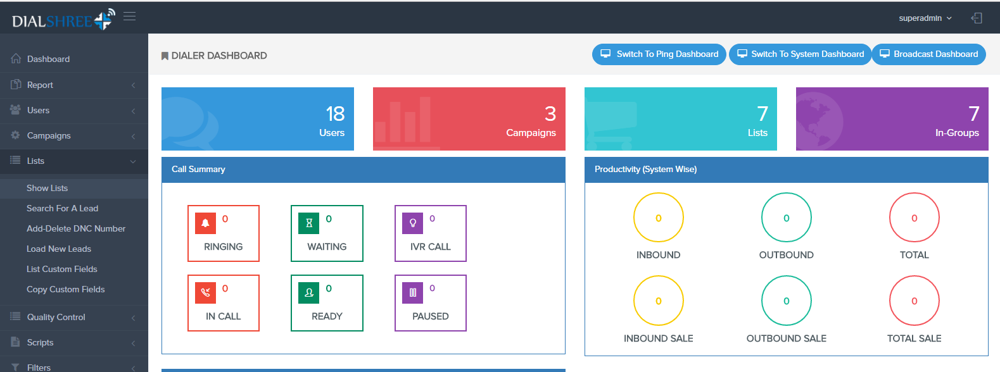 DIALSHREE
superadmin
Dashboard
Report
Users
Campaigns
Lists
Show Lists
Search For A Lead
Add-Delete DNC Number
Load New Leads
List Custom Fields
Copy Custom Fields
Quality Control
Scripts
Filters
DIALER DASHBOARD
Switch To Ping Dashboard
Switch To System Dashboard
Broadcast Dashboard
18
Users
3
Campaigns
7
Lists
7
In-Groups
Call Summary
0
RINGING
0
WAITING
0
IVR CALL
0
IN CALL
0
READY
0
PAUSED
Productivity (System Wise)
0
INBOUND
0
OUTBOUND
0
TOTAL
0
INBOUND SALE
0
OUTBOUND SALE
0
TOTAL SALE